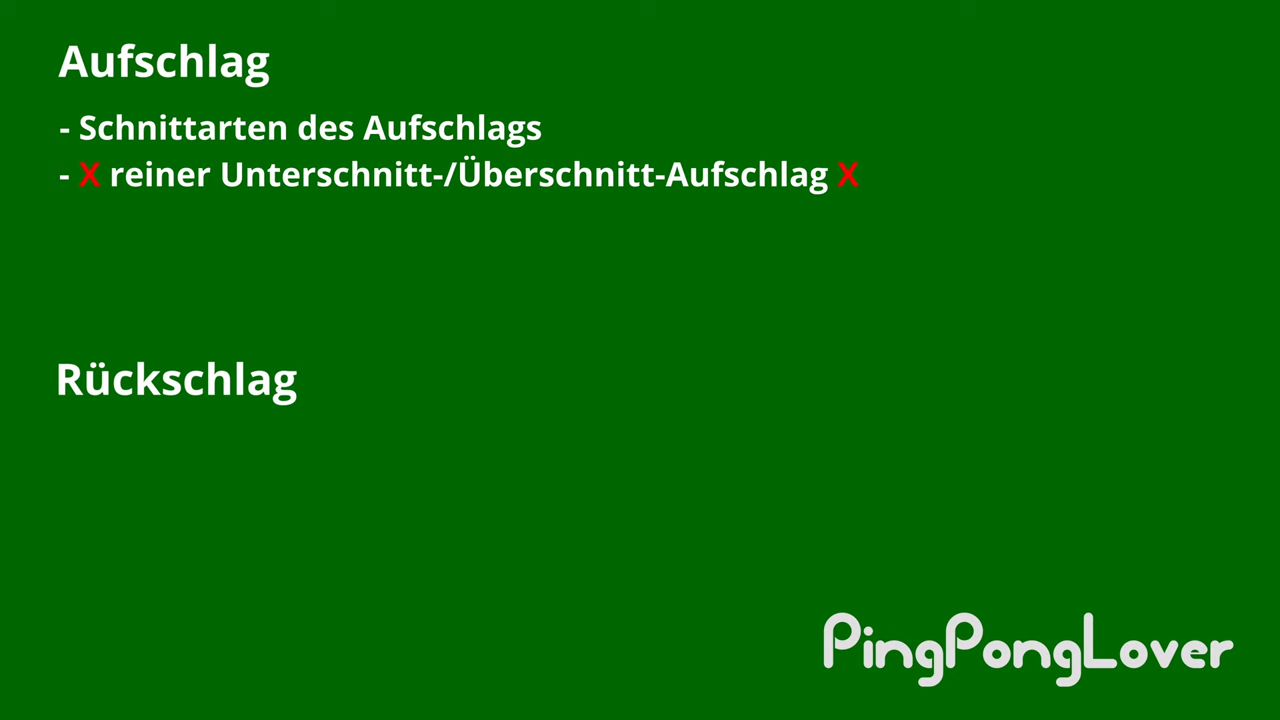 Aufschlag
- Schnittarten des Aufschlags
- X reiner Unterschnitt-/Überschnitt-Aufschlag X
Rückschlag
PingPongLover